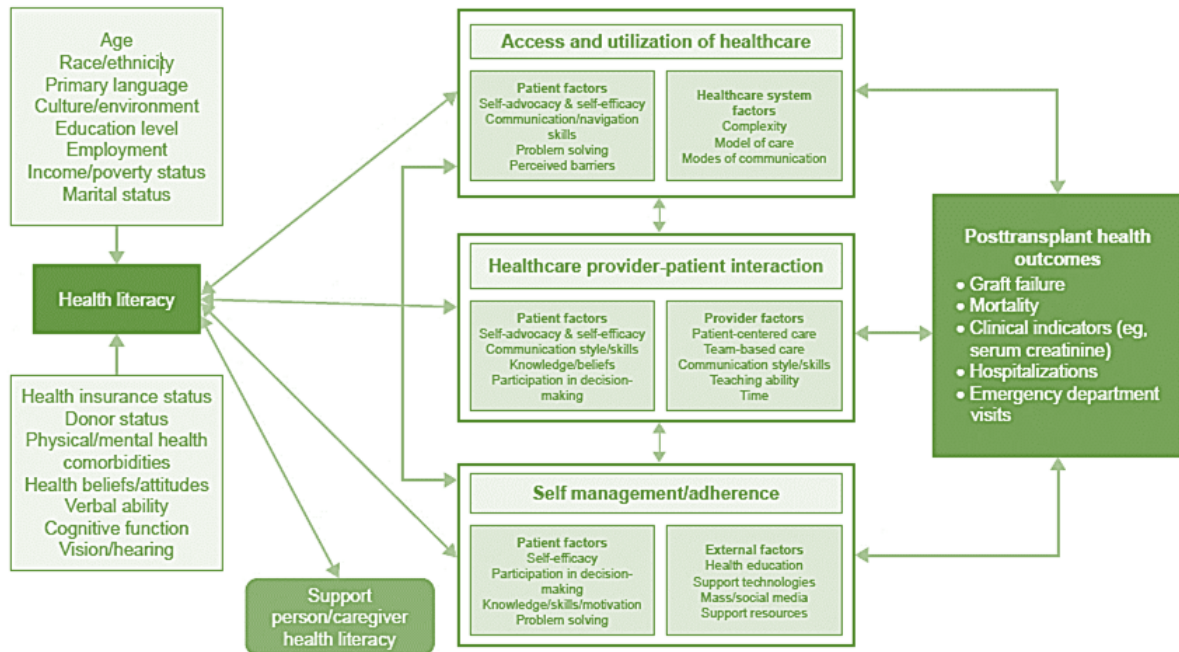 Age
Race/ethnicity
Primary language
Culture/environment
Education level
Employment
Income/poverty status
Marital status
Health literacy
Health insurance status
Donor status
Physical/mental health
comorbidities
Health beliefs/attitudes
Verbal ability
Cognitive function
Vision/hearing
Support
person/caregiver
health literacy
Access and utilization of healthcare
Patient factors
Self-advocacy & self-efficacy
Communication/navigation
skills
Problem solving
Perceived barriers
Healthcare system
factors
Complexity
Model of care
Modes of communication
Healthcare provider-patient interaction
Patient factors
Self-advocacy & self-efficacy
Communication style/skills
Knowledge/beliefs
Participation in decision-
making
Provider factors
Patient-centered care
Team-based care
Communication style/skills
Teaching ability
Time
Self management/adherence
Patient factors
Self-efficacy
Participation in decision-
making
Knowledge/skills/motivation
Problem solving
External factors
Health education
Support technologies
Mass/social media
Support resources
Posttransplant health
outcomes
● Graft failure
● Mortality
● Clinical indicators (eg,
serum creatinine)
● Hospitalizations
● Emergency department
visits